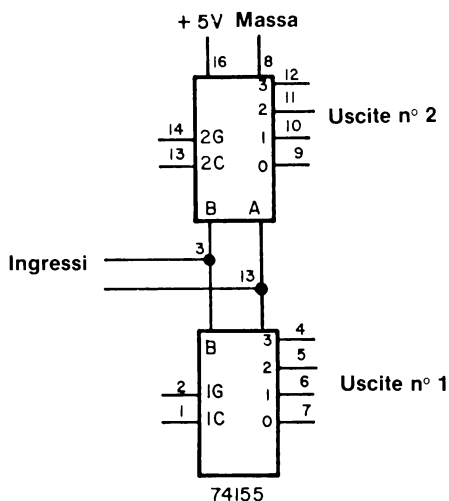 + 5V Massa
16 8
3 12
2 11
Uscite n° 2
14 2G 1 10
13 2C 0 9
B A
3
Ingressi
13
B 3 4
2 5
Uscite n° 1
2 1G 1 6
1 1C 0 7
74155